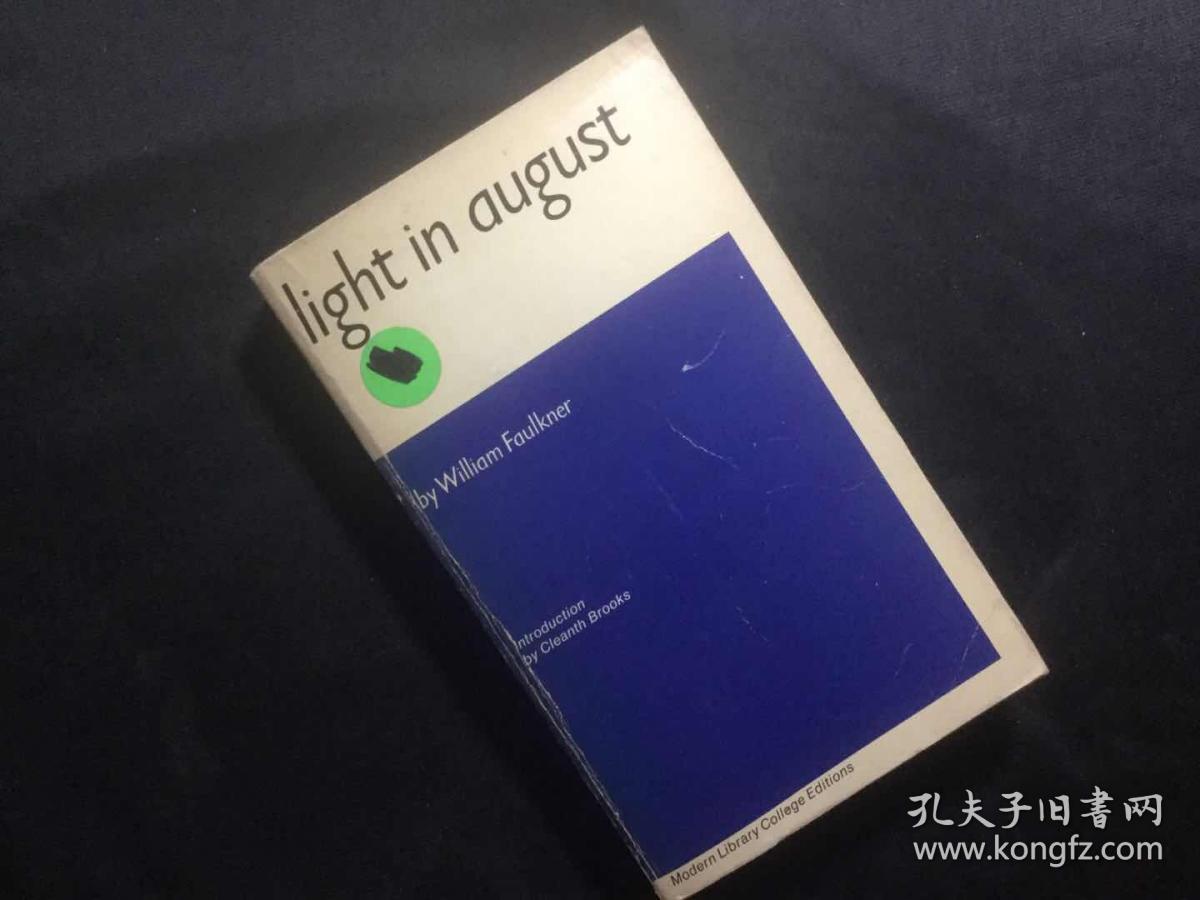 light in august
by William Faulkner
Introduction
by Cleanth Brooks
Modern Library College Editions
孔夫子旧書网
www.kongfz.com